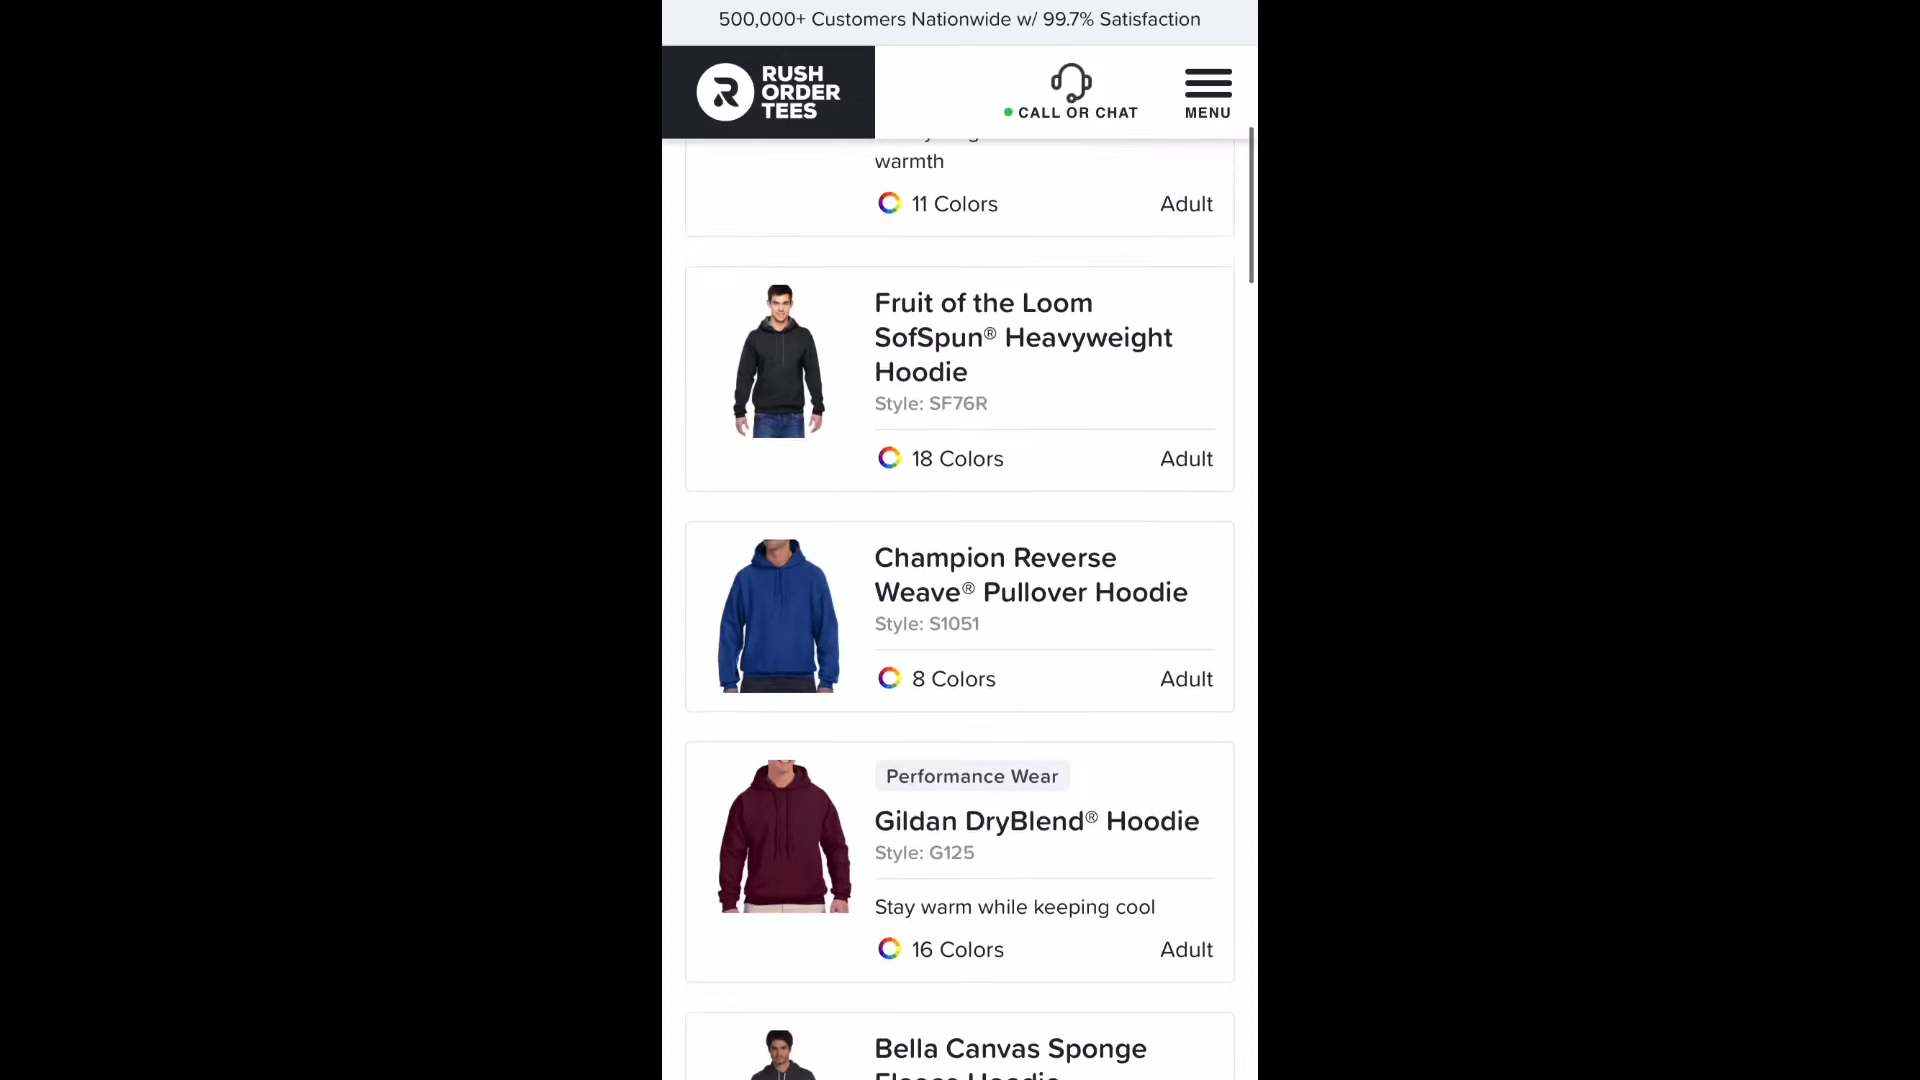 500,000+ Customers Nationwide w/ 99.7% Satisfaction
RUSH
ORDER
TEES
CALL OR CHAT
MENU
warmth
11 Colors
Adult
Fruit of the Loom
SofSpun® Heavyweight
Hoodie
Style: SF76R
18 Colors
Adult
Champion Reverse
Weave® Pullover Hoodie
Style: S1051
8 Colors
Adult
Performance Wear
Gildan DryBlend® Hoodie
Style: G125
Stay warm while keeping cool
16 Colors
Adult
Bella Canvas Sponge
Fleece Hoodie